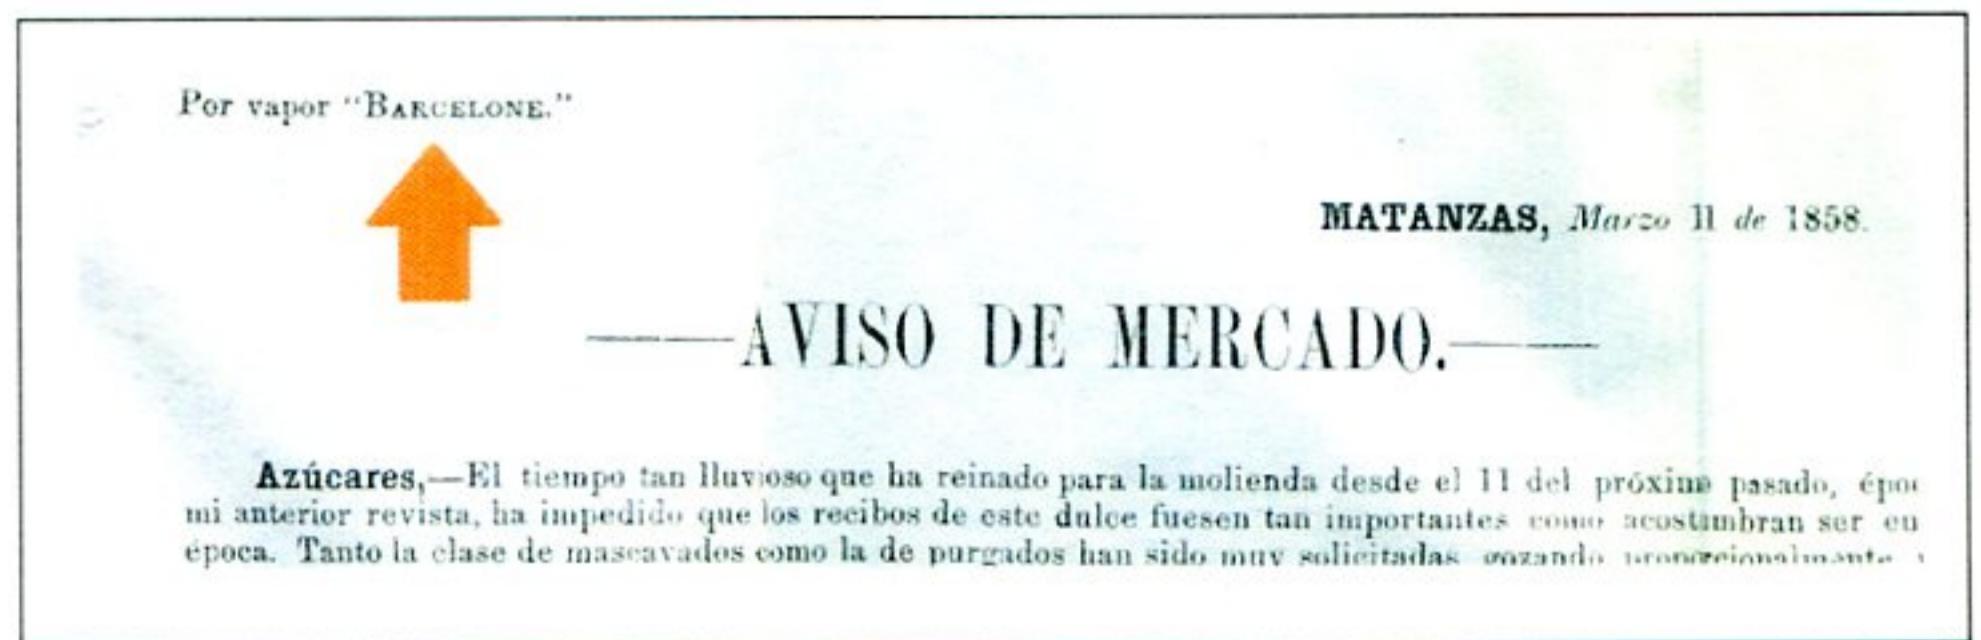 Por vapor "BARCELONE."
MATANZAS, Marzo 11 de 1858.
—AVISO DE MERCADO.—
Azúcares,—El tiempo tan lluvioso que ha reinado para la molienda desde el 11 del próximo pasado,
mi anterior revista, ha impedido que los recibos de este dulce fuesen tan importantes como acostumbran ser en
época. Tanto la clase de mascavados como la de purgados han sido muy solicitadas gozando proporcionalmente